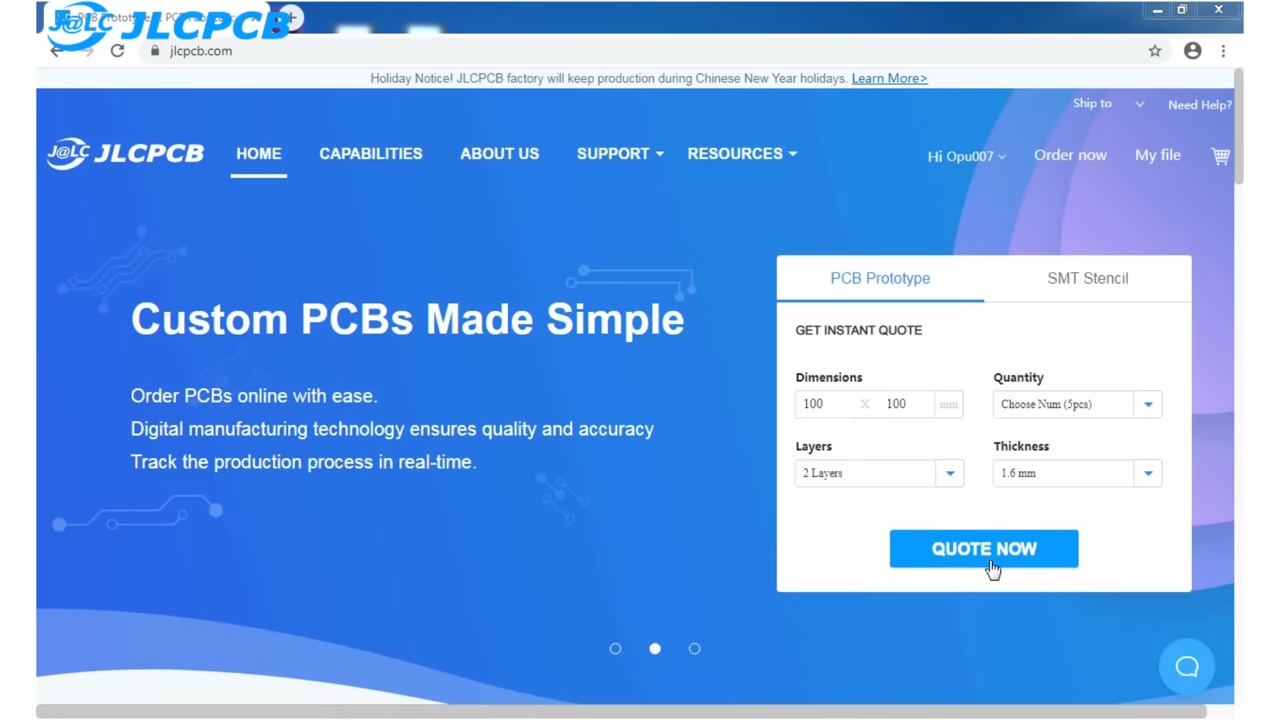 J@LC JLCPCB
jlcpcb.com
Holiday Notice! JLCPCB factory will keep production during Chinese New Year holidays. Learn More>
Ship to
Need Help?
J@LC JLCPCB
HOME
CAPABILITIES
ABOUT US
SUPPORT
RESOURCES
Hi Opu007
Order now
My file
PCB Prototype
SMT Stencil
Custom PCBs Made Simple
GET INSTANT QUOTE
Order PCBs online with ease.
Digital manufacturing technology ensures quality and accuracy
Track the production process in real-time.
Dimensions
Quantity
100 X 100 mm
Choose Num (5pcs)
Layers
Thickness
2 Layers
1.6 mm
QUOTE NOW